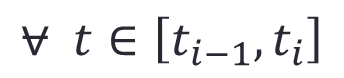 ∀ t ∈ [tᵢ₋₁, tᵢ]